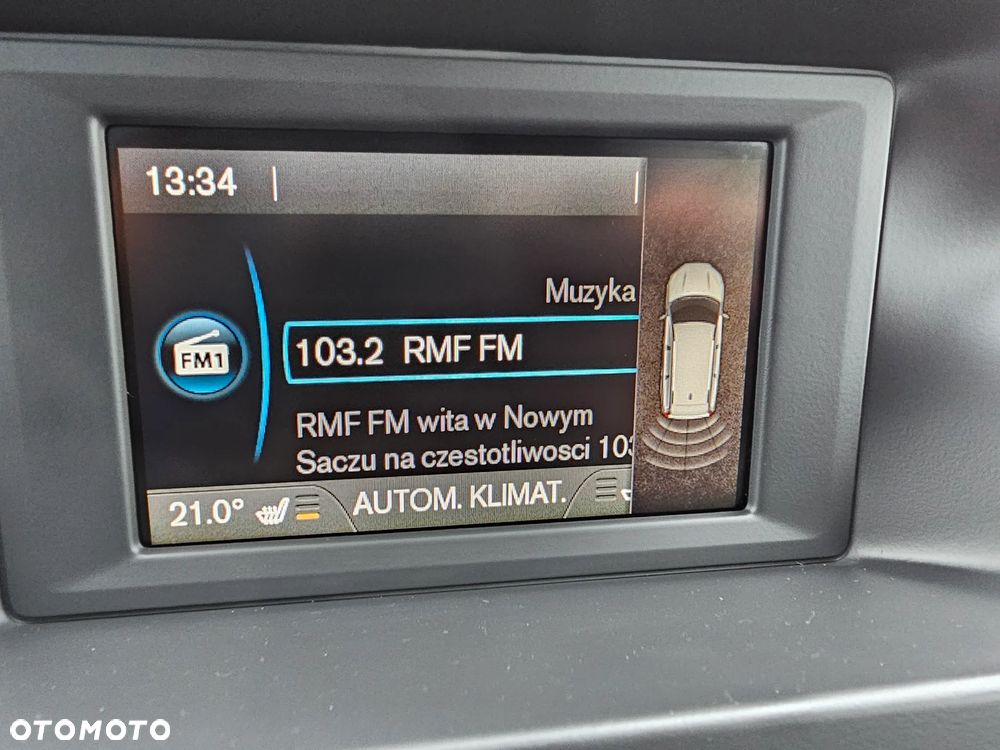 13:34
Muzyka
FM1
103.2 RMF FM
RMF FM wita w Nowym
Saczu na czestotliwosci 103
21.0°
AUTOM. KLIMAT.
OTOMOTO